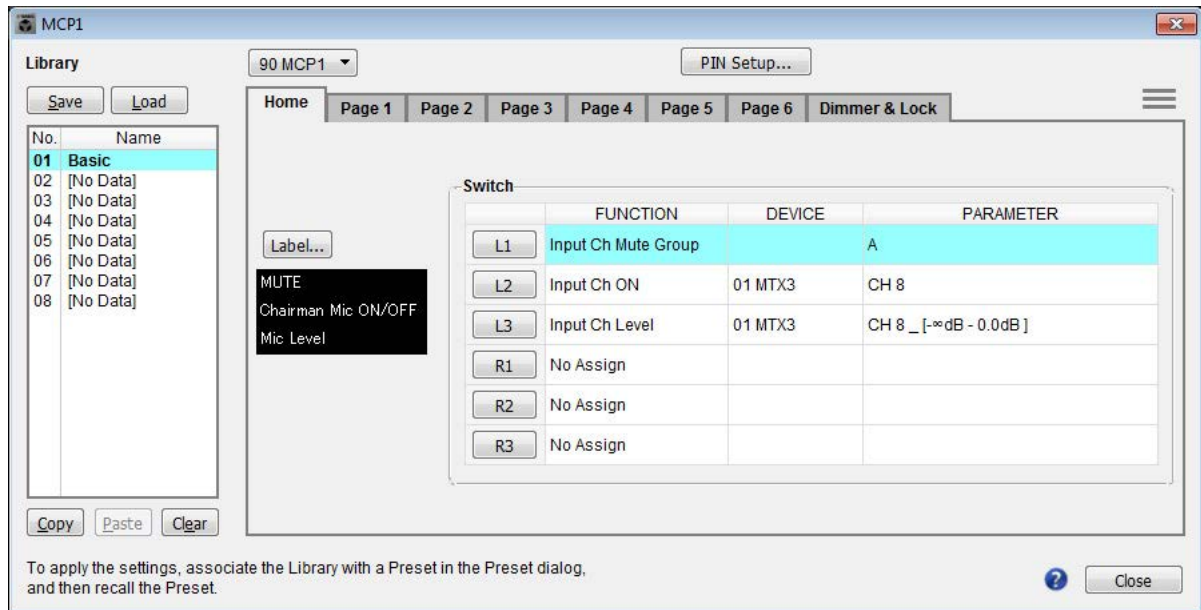 MCP1
Library
90 MCP1
PIN Setup...
Save Load
Home Page 1 Page 2 Page 3 Page 4 Page 5 Page 6 Dimmer & Lock
No. Name
01 Basic
02 [No Data]
03 [No Data]
04 [No Data]
05 [No Data]
06 [No Data]
07 [No Data]
08 [No Data]
Label...
MUTE
Chairman Mic ON/OFF
Mic Level
Switch
FUNCTION DEVICE PARAMETER
L1 Input Ch Mute Group A
L2 Input Ch ON 01 MTX3 CH 8
L3 Input Ch Level 01 MTX3 CH 8 _ [-∞dB - 0.0dB ]
R1 No Assign
R2 No Assign
R3 No Assign
Copy Paste Clear
To apply the settings, associate the Library with a Preset in the Preset dialog,
and then recall the Preset.
? Close